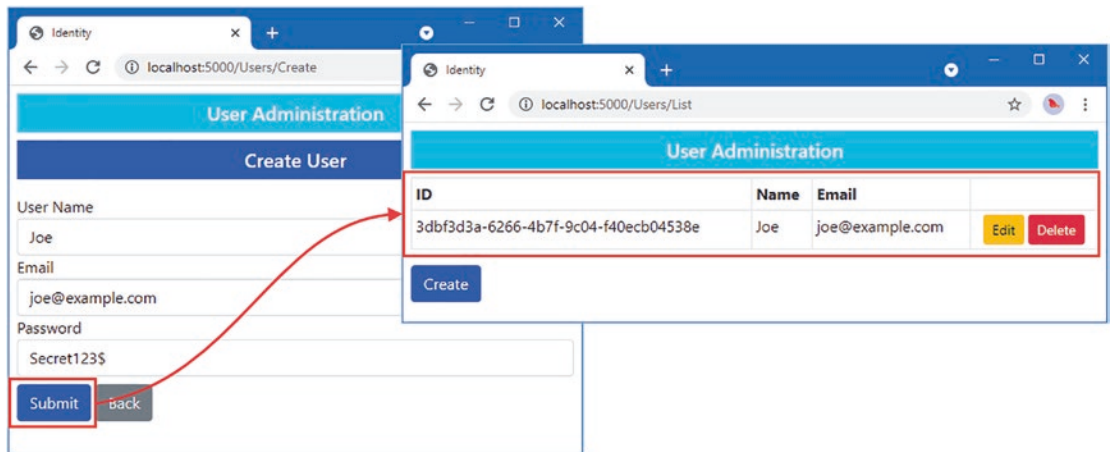 Identity
localhost:5000/Users/Create
User Administration
Create User
User Name
Joe
Email
joe@example.com
Password
Secret123$
Submit Back
Identity
localhost:5000/Users/List
User Administration
ID Name Email
3dbf3d3a-6266-4b7f-9c04-f40ecb04538e Joe joe@example.com Edit Delete
Create